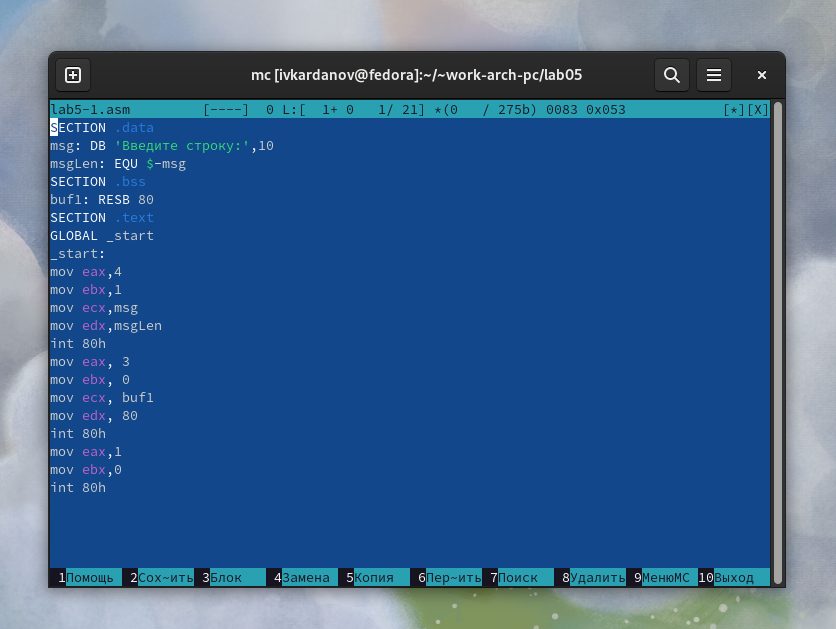 mc [ivkardanov@fedora]:~/~work-arch-pc/lab05
lab5-1.asm [----] 0 L:[ 1+ 0 1/ 21] *(0 / 275b) 0083 0x053 [*][X]
SECTION .data
msg: DB 'Введите строку:',10
msgLen: EQU $-msg
SECTION .bss
buf1: RESB 80
SECTION .text
GLOBAL _start
_start:
mov eax,4
mov ebx,1
mov ecx,msg
mov edx,msgLen
int 80h
mov eax, 3
mov ebx, 0
mov ecx, buf1
mov edx, 80
int 80h
mov eax,1
mov ebx,0
int 80h
1Помощь 2Сох~ить 3Блок 4Замена 5Копия 6Пер~ить 7Поиск 8Удалить 9МенюМС 10Выход